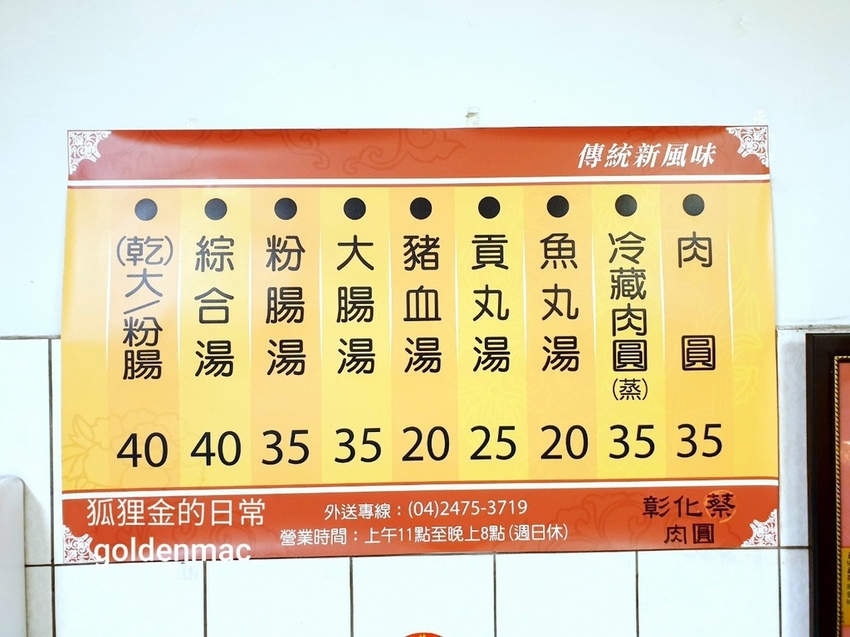 傳統新風味
肉圓 35
冷藏肉圓(蒸) 35
魚丸湯 20
貢丸湯 25
豬血湯 20
大腸湯 35
粉腸湯 35
綜合湯 40
(乾)大/粉腸 40
狐狸金的日常
goldenmac
外送專線：(04)2475-3719
營業時間：上午11點至晚上8點(週日休)
彰化蔡
肉圓